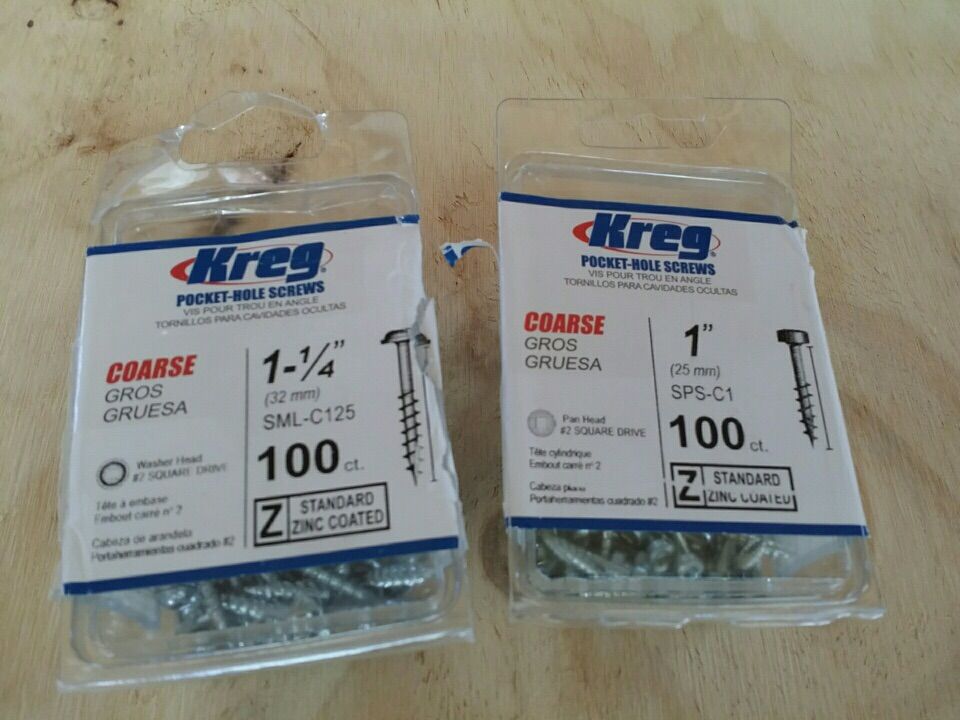 Kreg
POCKET-HOLE SCREWS
VIS POUR TROU EN ANGLE
TORNILLOS PARA CAVIDADES OCULTAS
COARSE
GROS
GRUESA
1-1/4"
(32 mm)
SML-C125
100 ct.
Washer Head
#2 SQUARE DRIVE
Tête à embase
Embout carré n° 2
Cabeza de arandela
Portaherramientas cuadrado #2
Z STANDARD
ZINC COATED
Kreg
POCKET-HOLE SCREWS
VIS POUR TROU EN ANGLE
TORNILLOS PARA CAVIDADES OCULTAS
COARSE
GROS
GRUESA
1"
(25 mm)
SPS-C1
100 ct.
Pan Head
#2 SQUARE DRIVE
Tête cylindrique
Embout carré n° 2
Cabeza plana
Portaherramientas cuadrado #2
Z STANDARD
ZINC COATED